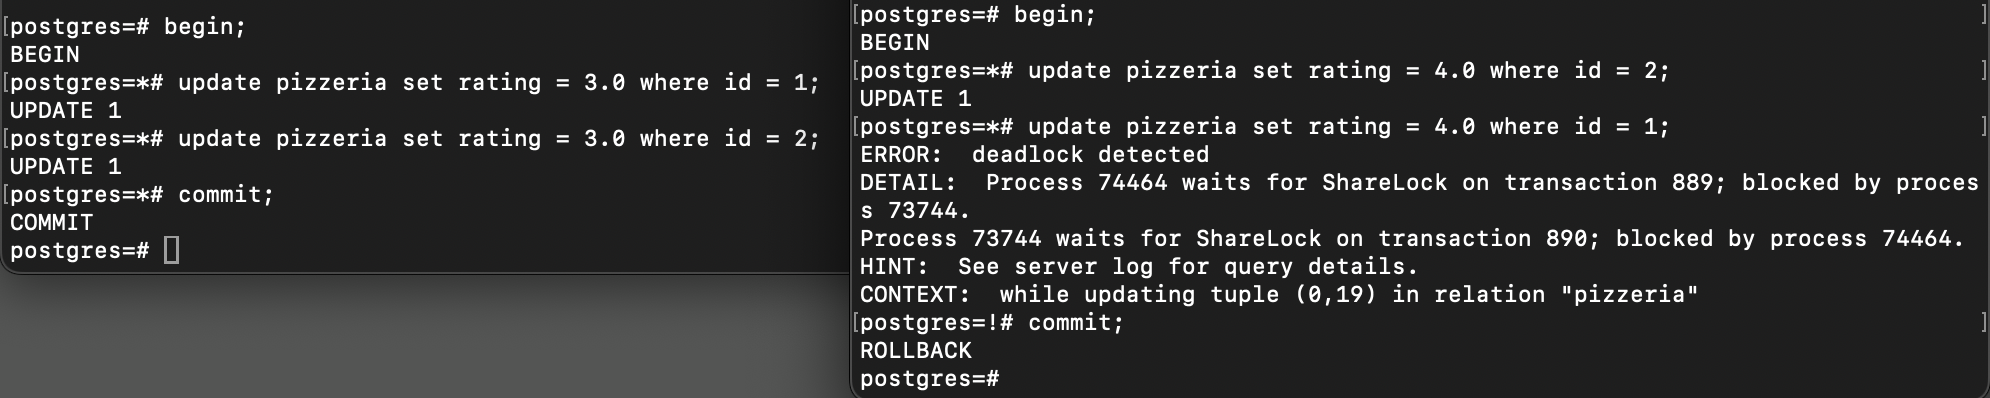 [postgres=# begin;
BEGIN
[postgres=*# update pizzeria set rating = 3.0 where id = 1;
UPDATE 1
[postgres=*# update pizzeria set rating = 3.0 where id = 2;
UPDATE 1
[postgres=*# commit;
COMMIT
postgres=#
[postgres=# begin; ]
BEGIN
[postgres=*# update pizzeria set rating = 4.0 where id = 2; ]
UPDATE 1
[postgres=*# update pizzeria set rating = 4.0 where id = 1; ]
ERROR:  deadlock detected
DETAIL:  Process 74464 waits for ShareLock on transaction 889; blocked by proces
s 73744.
Process 73744 waits for ShareLock on transaction 890; blocked by process 74464.
HINT:  See server log for query details.
CONTEXT:  while updating tuple (0,19) in relation "pizzeria"
[postgres=!# commit; ]
ROLLBACK
postgres=#